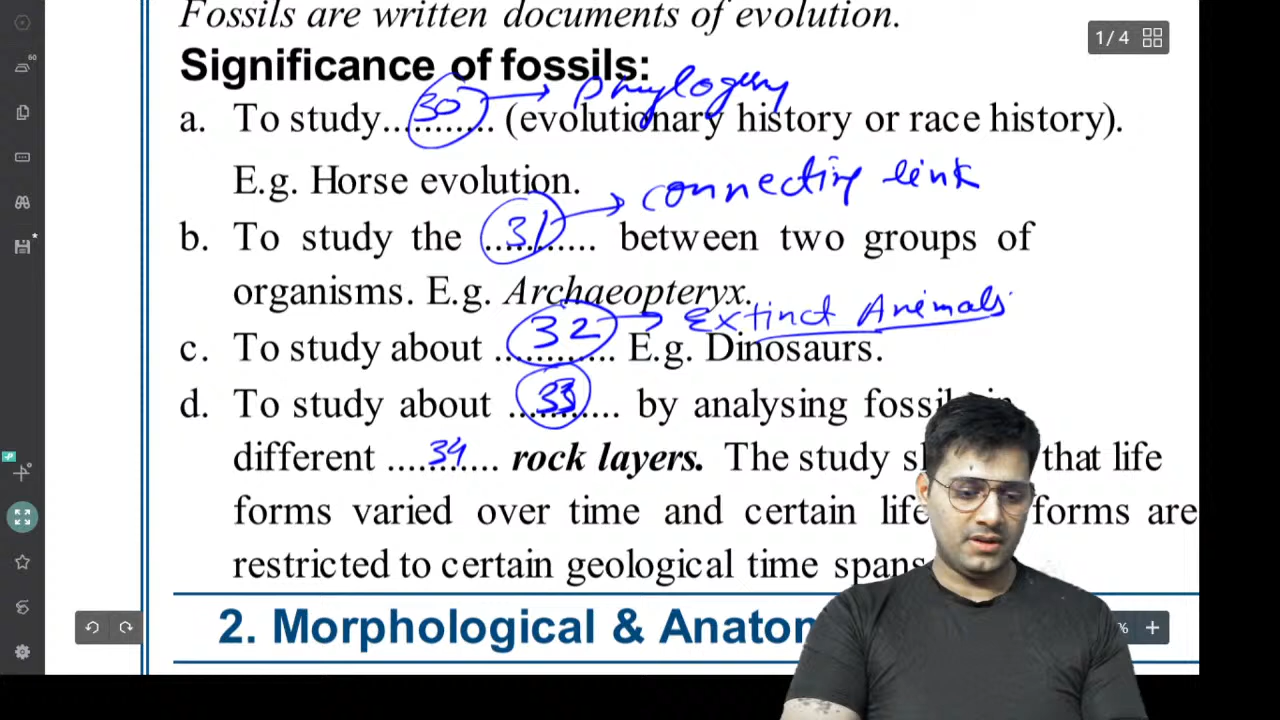 Fossils are written documents of evolution.
1 / 4
Significance of fossils:
30 → phylogeny
a. To study........... (evolutionary history or race history).
E.g. Horse evolution.
31 → connecting link
b. To study the ........... between two groups of
organisms. E.g. Archaeopteryx.
32 → Extinct Animals
c. To study about ............ E.g. Dinosaurs.
33
d. To study about ........... by analysing fossils in
different ....34.... rock layers. The study that life
forms varied over time and certain life forms are
restricted to certain geological time spans
2. Morphological &
% +
60